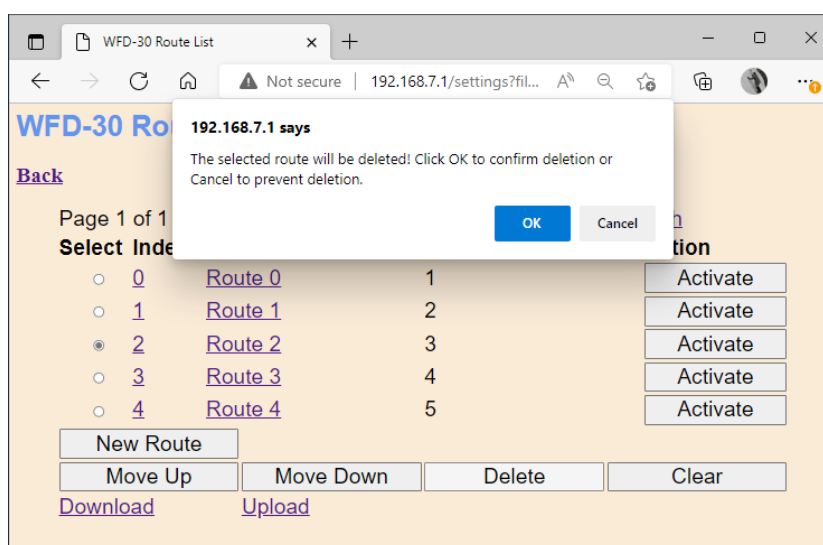 WFD-30 Route List
Not secure | 192.168.7.1/settings?fil...
WFD-30 Ro
192.168.7.1 says
The selected route will be deleted! Click OK to confirm deletion or
Cancel to prevent deletion.
OK Cancel
Back
Page 1 of 1 h
Select Inde tion
0 Route 0 1 Activate
1 Route 1 2 Activate
2 Route 2 3 Activate
3 Route 3 4 Activate
4 Route 4 5 Activate
New Route
Move Up Move Down Delete Clear
Download Upload